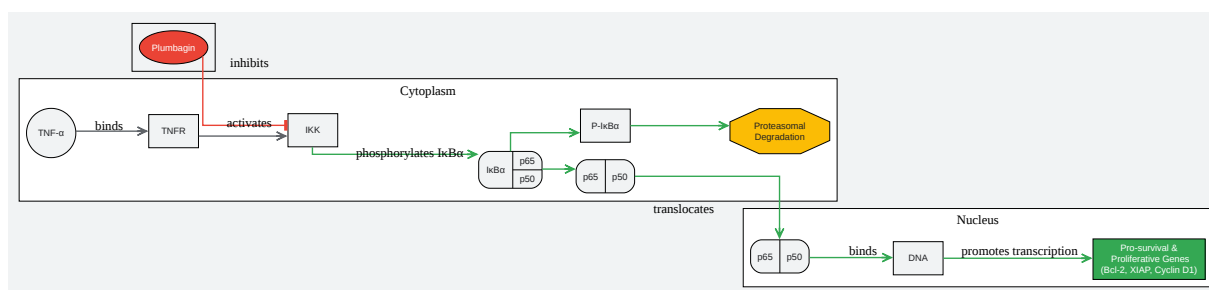 Plumbagin
inhibits
Cytoplasm
TNF-α
binds
TNFR
activates
IKK
phosphorylates IκBα
IκBα
p65
p50
P-IκBα
p65
p50
Proteasomal
Degradation
translocates
Nucleus
p65
p50
binds
DNA
promotes transcription
Pro-survival &
Proliferative Genes
(Bcl-2, XIAP, Cyclin D1)